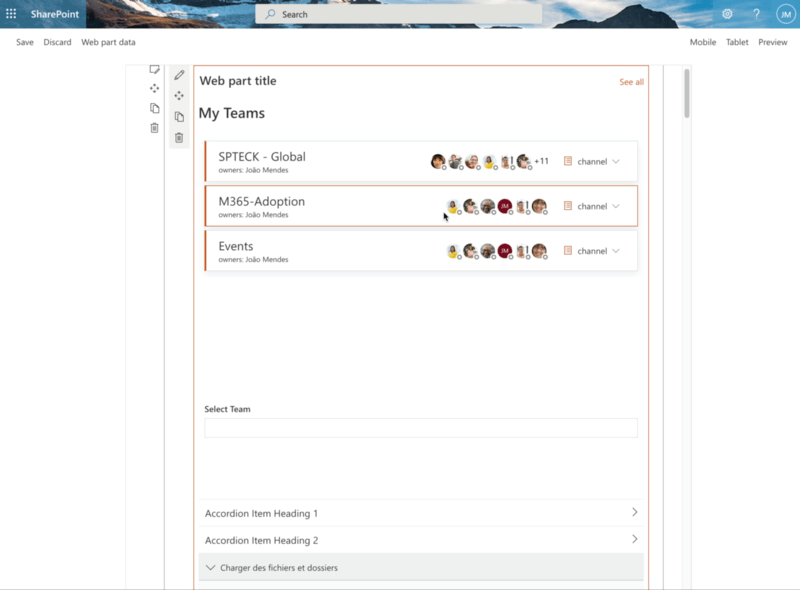 SharePoint
Search
?
JM
Save Discard Web part data
Mobile Tablet Preview
Web part title
See all
My Teams
SPTECK - Global
owners: João Mendes
+11
channel
M365-Adoption
owners: João Mendes
JM
channel
Events
owners: João Mendes
JM
channel
Select Team
Accordion Item Heading 1
Accordion Item Heading 2
Charger des fichiers et dossiers